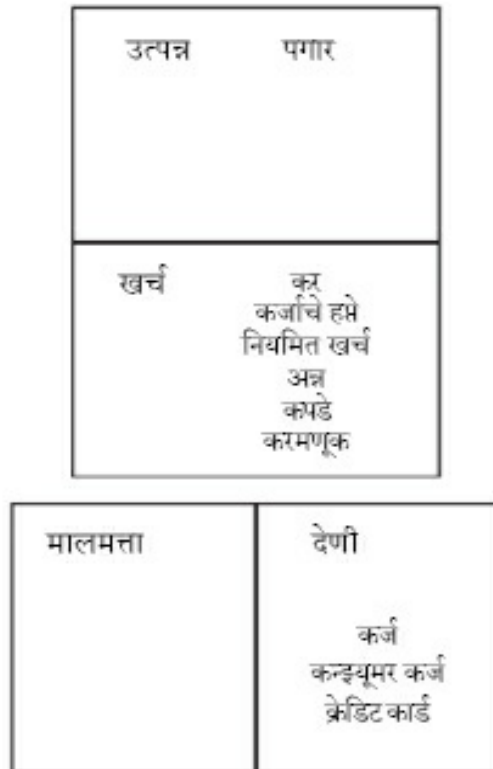 उत्पन्न पगार
खर्च कर
कर्जाचे हप्ते
नियमित खर्च
अन्न
कपडे
करमणूक
मालमत्ता देणी
कर्ज
कन्झ्यूमर कर्ज
क्रेडिट कार्ड